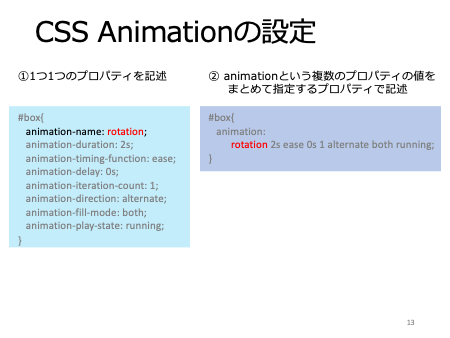 CSS Animationの設定
①1つ1つのプロパティを記述
#box{
animation-name: rotation;
animation-duration: 2s;
animation-timing-function: ease;
animation-delay: 0s;
animation-iteration-count: 1;
animation-direction: alternate;
animation-fill-mode: both;
animation-play-state: running;
}
② animationという複数のプロパティの値を
まとめて指定するプロパティで記述
#box{
animation:
rotation 2s ease 0s 1 alternate both running;
}
13